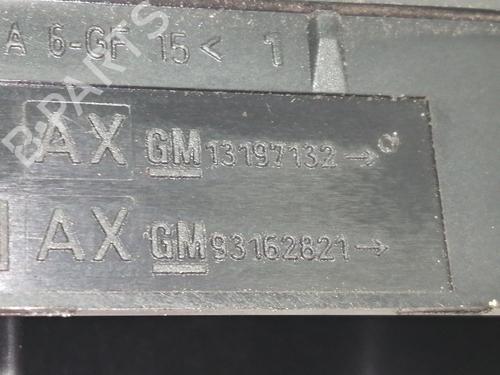 A 6-GF 15< 1
AX GM 13197132→
AX GM 93162821→
B-PARTS